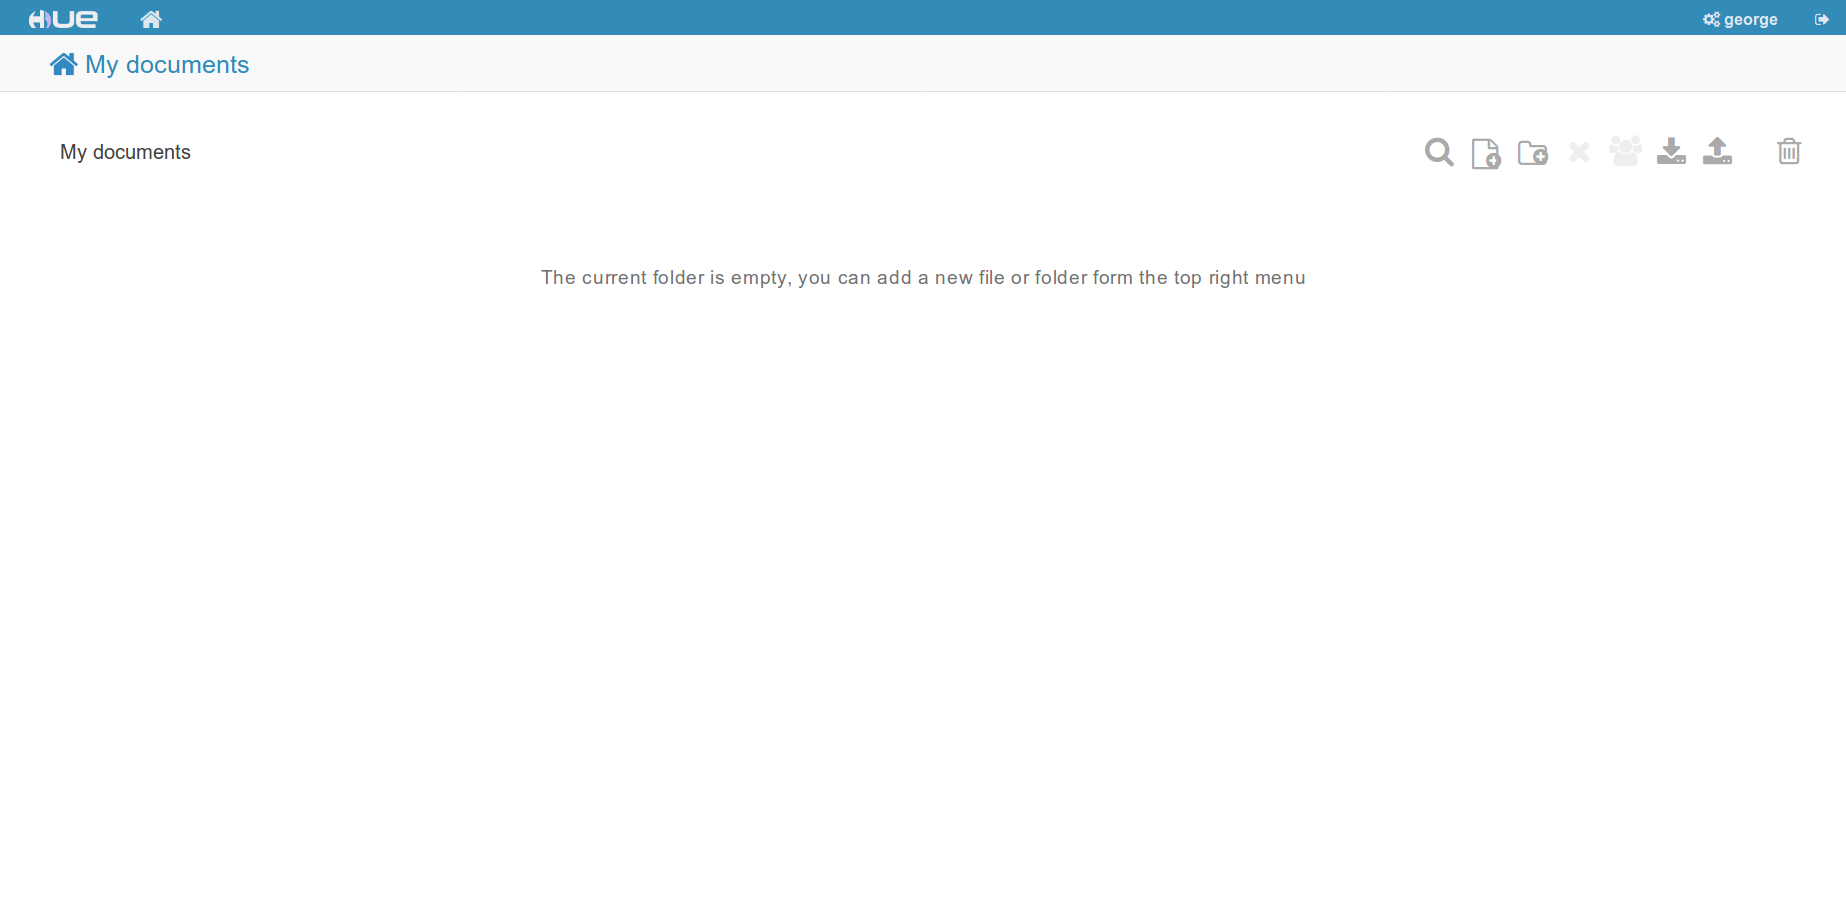 HUE
george
My documents
My documents
The current folder is empty, you can add a new file or folder form the top right menu